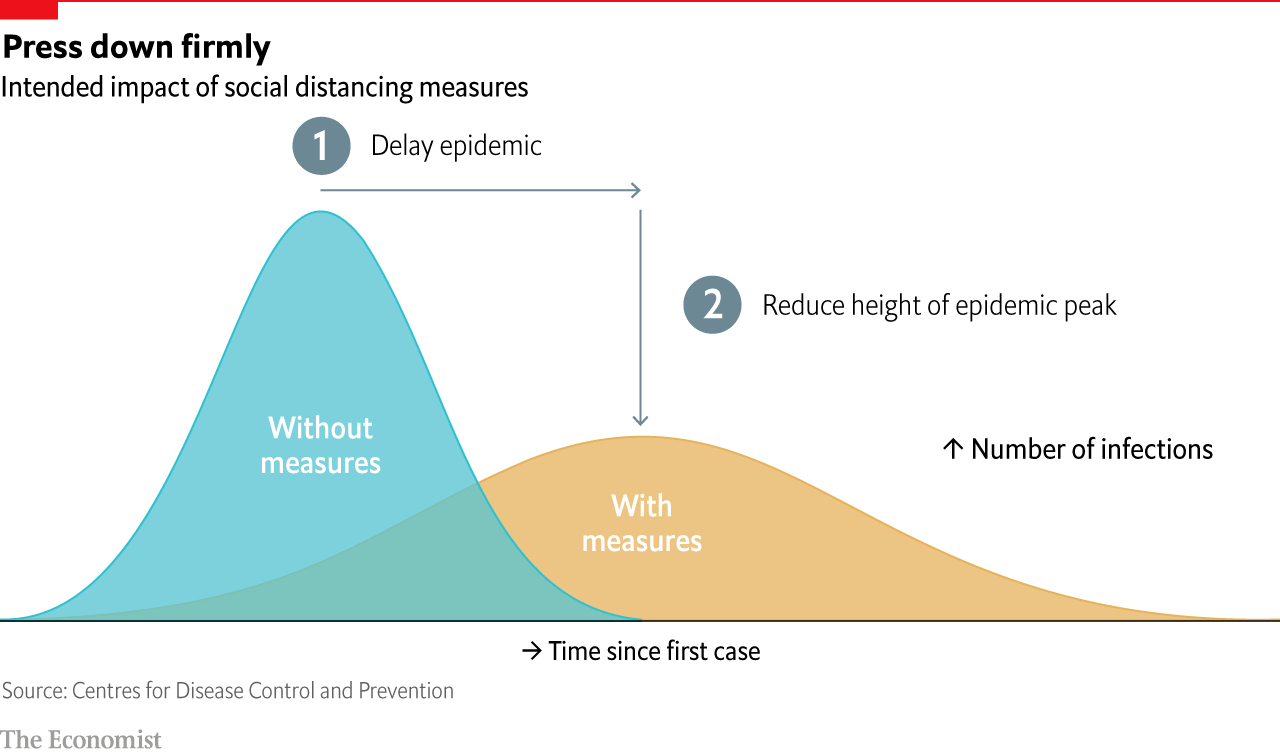 Press down firmly
Intended impact of social distancing measures
1
Delay epidemic
2
Reduce height of epidemic peak
Without
measures
↑ Number of infections
With
measures
→ Time since first case
Source: Centres for Disease Control and Prevention
The Economist